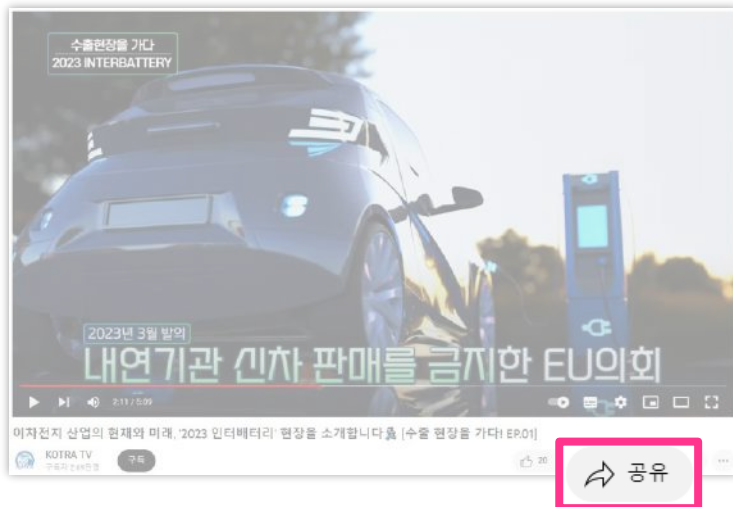 수출현장을 가다
2023 INTERBATTERY
2023년 3월 발의
내연기관 신차 판매를 금지한 EU의회
2:11 / 5:09
이차전지 산업의 현재와 미래, '2023 인터배터리' 현장을 소개합니다 [수출 현장을 가다! EP.01]
KOTRA TV
구독
20
공유